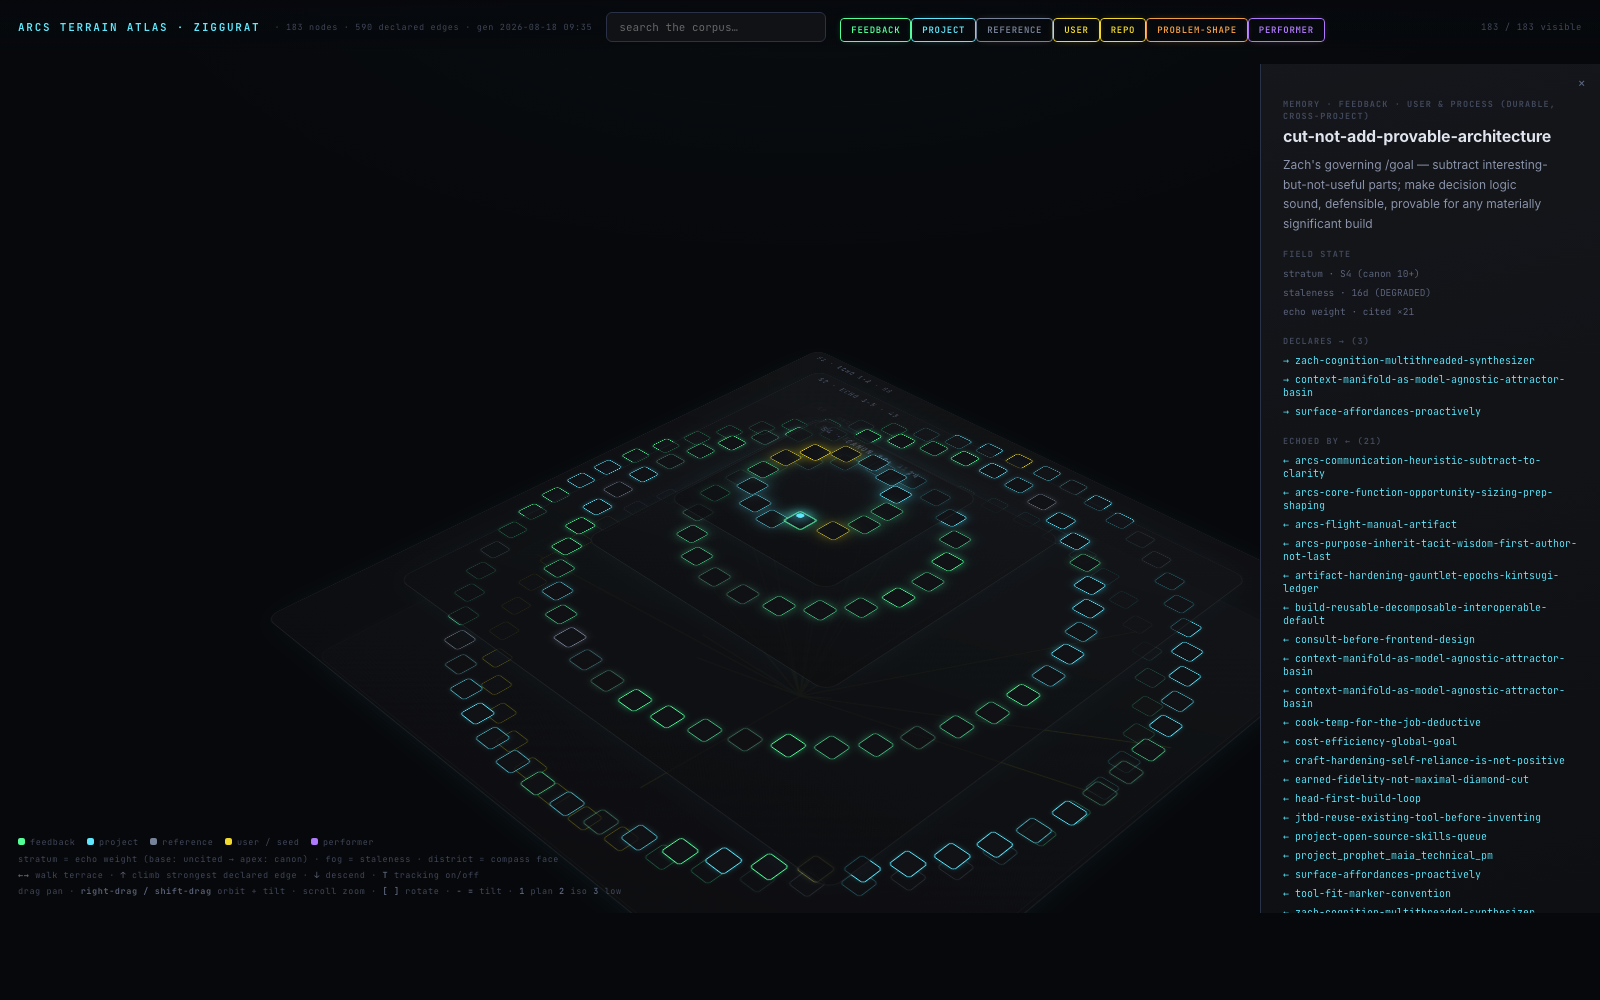 ARCS TERRAIN ATLAS · ZIGGURAT
· 183 nodes · 590 declared edges · gen 2026-08-18 09:35
search the corpus…
FEEDBACK
PROJECT
REFERENCE
USER
REPO
PROBLEM-SHAPE
PERFORMER
183 / 183 visible
×
MEMORY · FEEDBACK · USER & PROCESS (DURABLE,
CROSS-PROJECT)
cut-not-add-provable-architecture
Zach's governing /goal — subtract interesting-
but-not-useful parts; make decision logic
sound, defensible, provable for any materially
significant build
FIELD STATE
stratum · S4 (canon 10+)
staleness · 16d (DEGRADED)
echo weight · cited ×21
DECLARES → (3)
→ zach-cognition-multithreaded-synthesizer
→ context-manifold-as-model-agnostic-attractor-
basin
→ surface-affordances-proactively
ECHOED BY ← (21)
← arcs-communication-heuristic-subtract-to-
clarity
← arcs-core-function-opportunity-sizing-prep-
shaping
← arcs-flight-manual-artifact
← arcs-purpose-inherit-tacit-wisdom-first-author-
not-last
← artifact-hardening-gauntlet-epochs-kintsugi-
ledger
← build-reusable-decomposable-interoperable-
default
← consult-before-frontend-design
← context-manifold-as-model-agnostic-attractor-
basin
← context-manifold-as-model-agnostic-attractor-
basin
← cook-temp-for-the-job-deductive
← cost-efficiency-global-goal
← craft-hardening-self-reliance-is-net-positive
← earned-fidelity-not-maximal-diamond-cut
← head-first-build-loop
← jtbd-reuse-existing-tool-before-inventing
← project-open-source-skills-queue
← project_prophet_maia_technical_pm
← surface-affordances-proactively
← tool-fit-marker-convention
← zach-cognition-multithreaded-synthesizer
feedback
project
reference
user / seed
performer
stratum = echo weight (base: uncited → apex: canon) · fog = staleness · district = compass face
←→ walk terrace · ↑ climb strongest declared edge · ↓ descend · T tracking on/off
drag pan · right-drag / shift-drag orbit + tilt · scroll zoom · [ ] rotate · - = tilt · 1 plan 2 iso 3 low